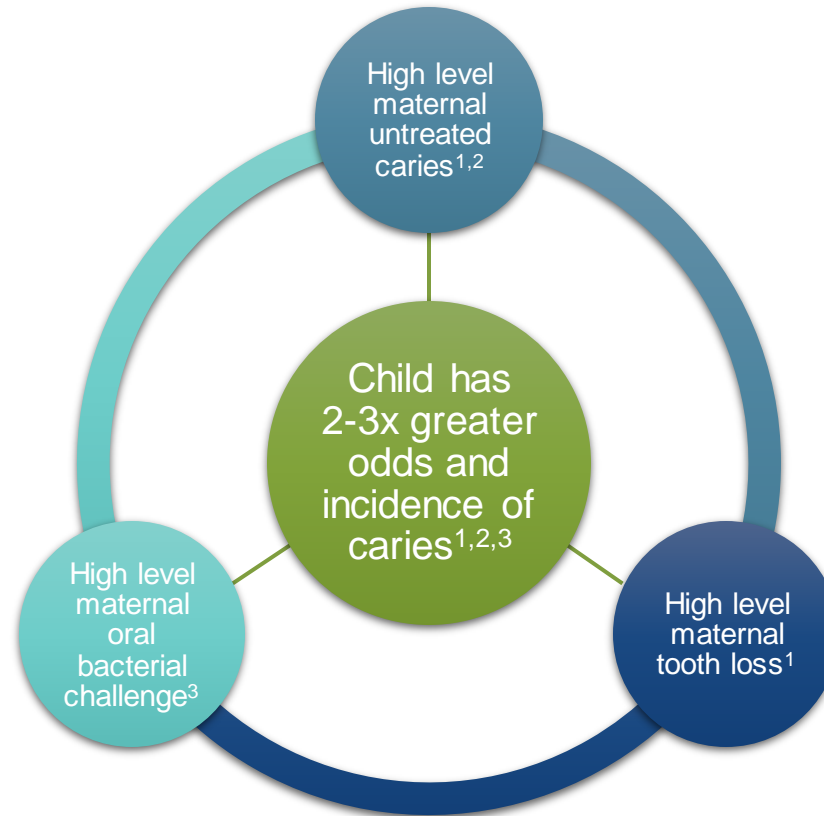 High level
maternal
untreated
caries¹,²
Child has
2-3x greater
odds and
incidence of
caries¹,²,³
High level
maternal
oral
bacterial
challenge³
High level
maternal
tooth loss¹